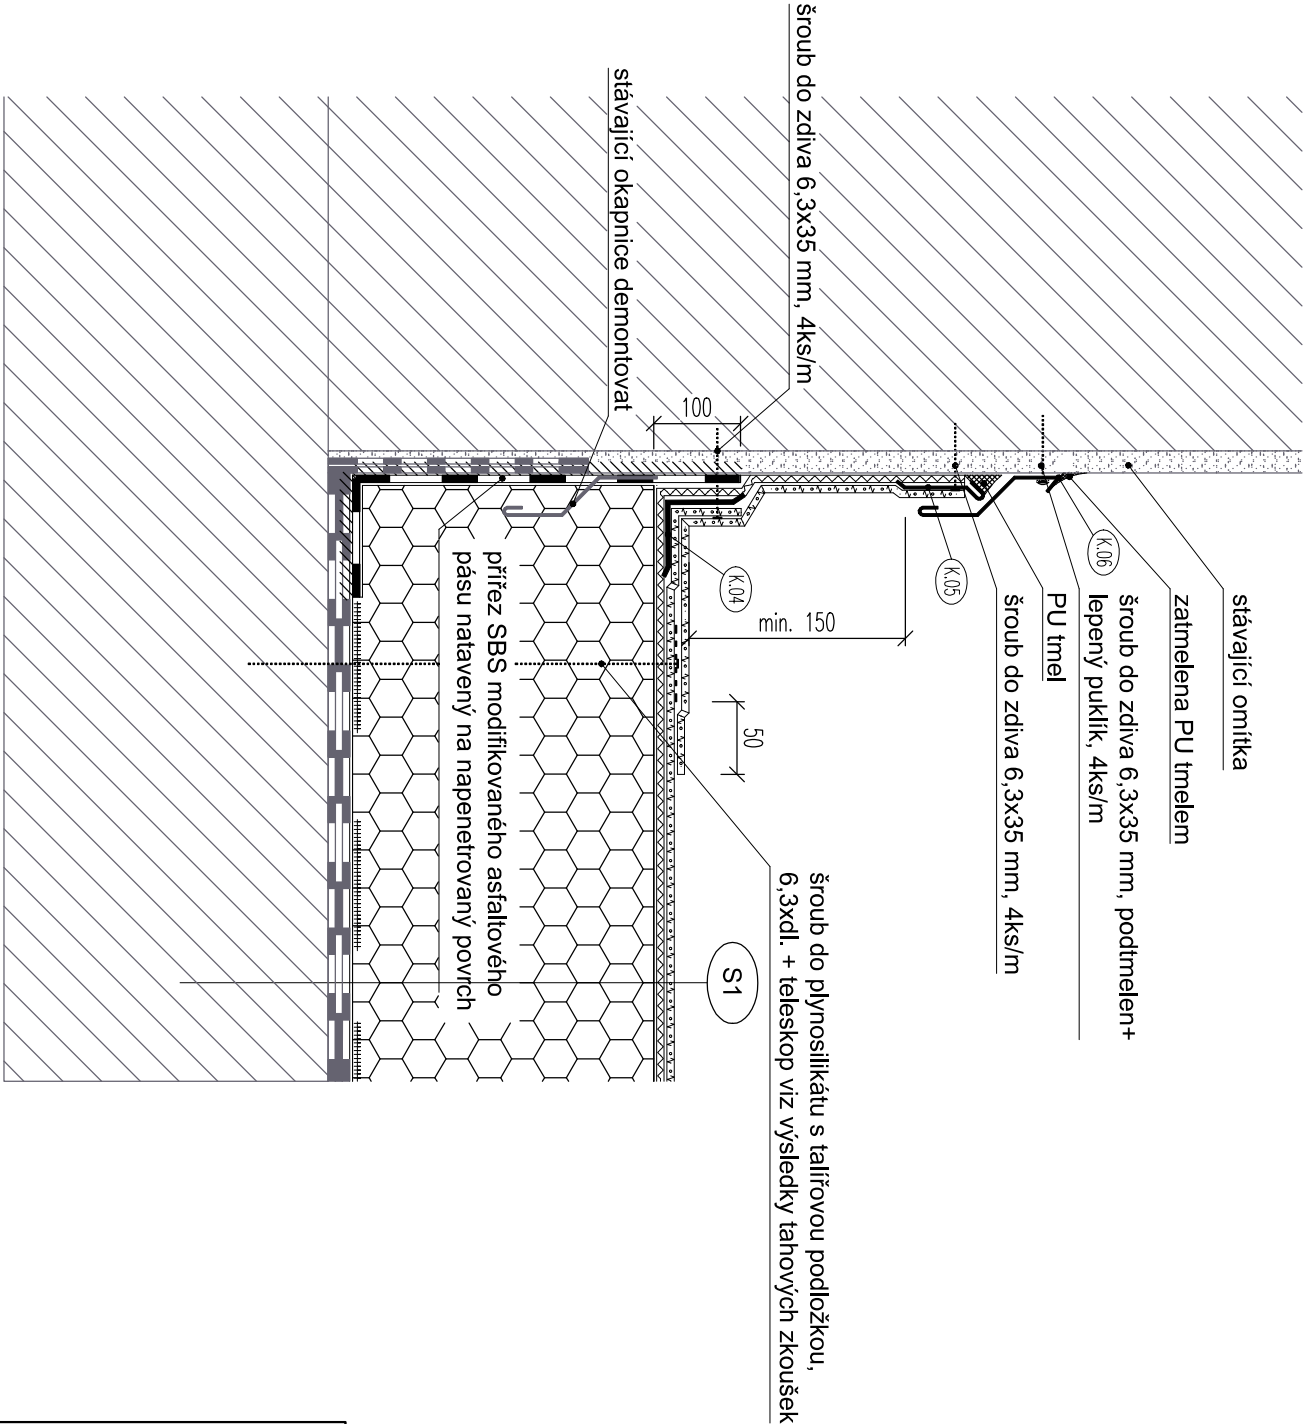 šroub do zdiva 6,3x35 mm, 4ks/m
stávající okapnice demontovat
100
stávající omítka
zatmelena PU tmelem
K.06
šroub do zdiva 6,3x35 mm, podtmelen+
lepený puklík, 4ks/m
PU tmel
K.05
šroub do zdiva 6,3x35 mm, 4ks/m
min. 150
K.04
50
šroub do plynosilikátu s talířovou podložkou,
6,3xdl. + teleskop viz výsledky tahových zkoušek
S1
přířez SBS modifikovaného asfaltového
pásu natavený na napenetrovaný povrch